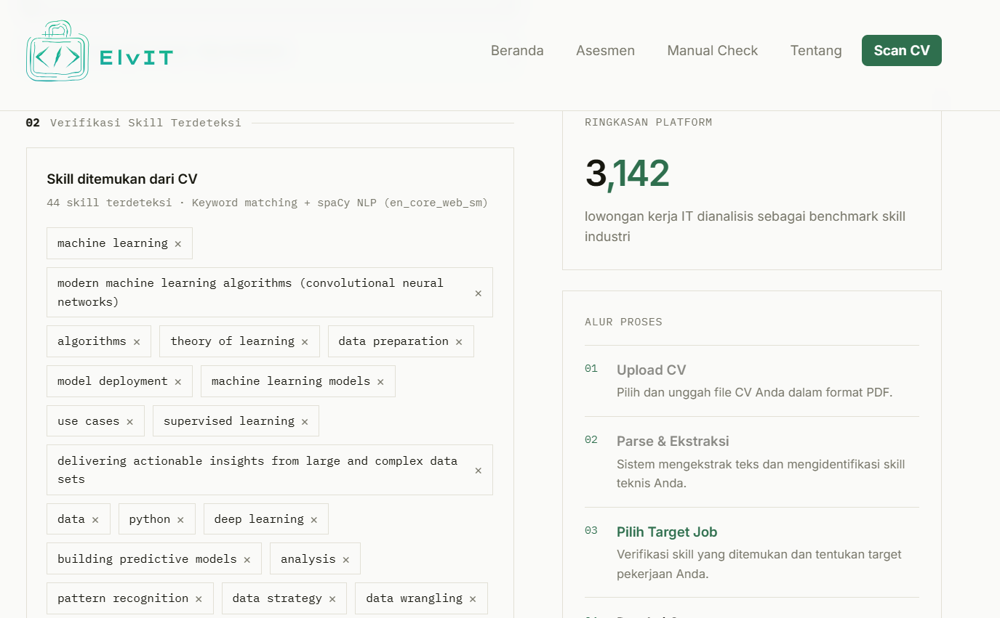 ElvIT
Beranda
Asesmen
Manual Check
Tentang
Scan CV
02 Verifikasi Skill Terdeteksi
Skill ditemukan dari CV
44 skill terdeteksi · Keyword matching + spaCy NLP (en_core_web_sm)
machine learning ×
modern machine learning algorithms (convolutional neural
networks) ×
algorithms × theory of learning × data preparation ×
model deployment × machine learning models ×
use cases × supervised learning ×
delivering actionable insights from large and complex data
sets ×
data × python × deep learning ×
building predictive models × analysis ×
pattern recognition × data strategy × data wrangling ×
RINGKASAN PLATFORM
3,142
lowongan kerja IT dianalisis sebagai benchmark skill
industri
ALUR PROSES
01 Upload CV
Pilih dan unggah file CV Anda dalam format PDF.
02 Parse & Ekstraksi
Sistem mengekstrak teks dan mengidentifikasi skill
teknis Anda.
03 Pilih Target Job
Verifikasi skill yang ditemukan dan tentukan target
pekerjaan Anda.